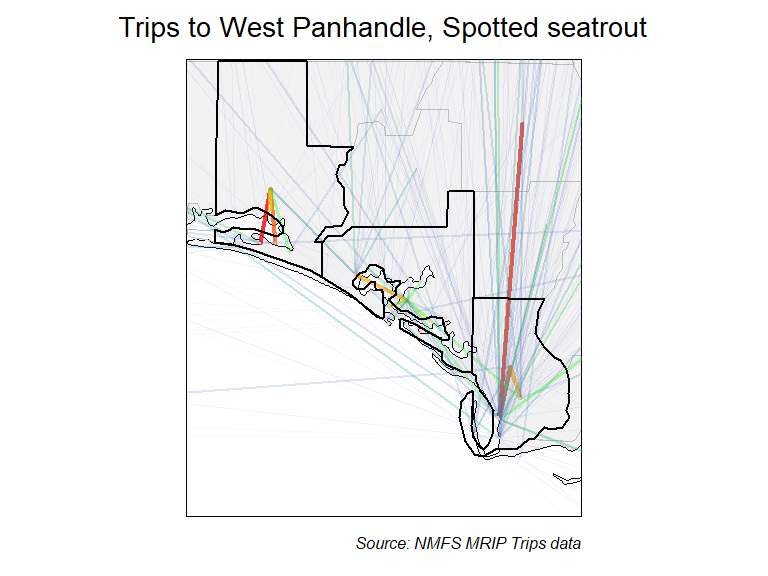 Trips to West Panhandle, Spotted seatrout
Source: NMFS MRIP Trips data